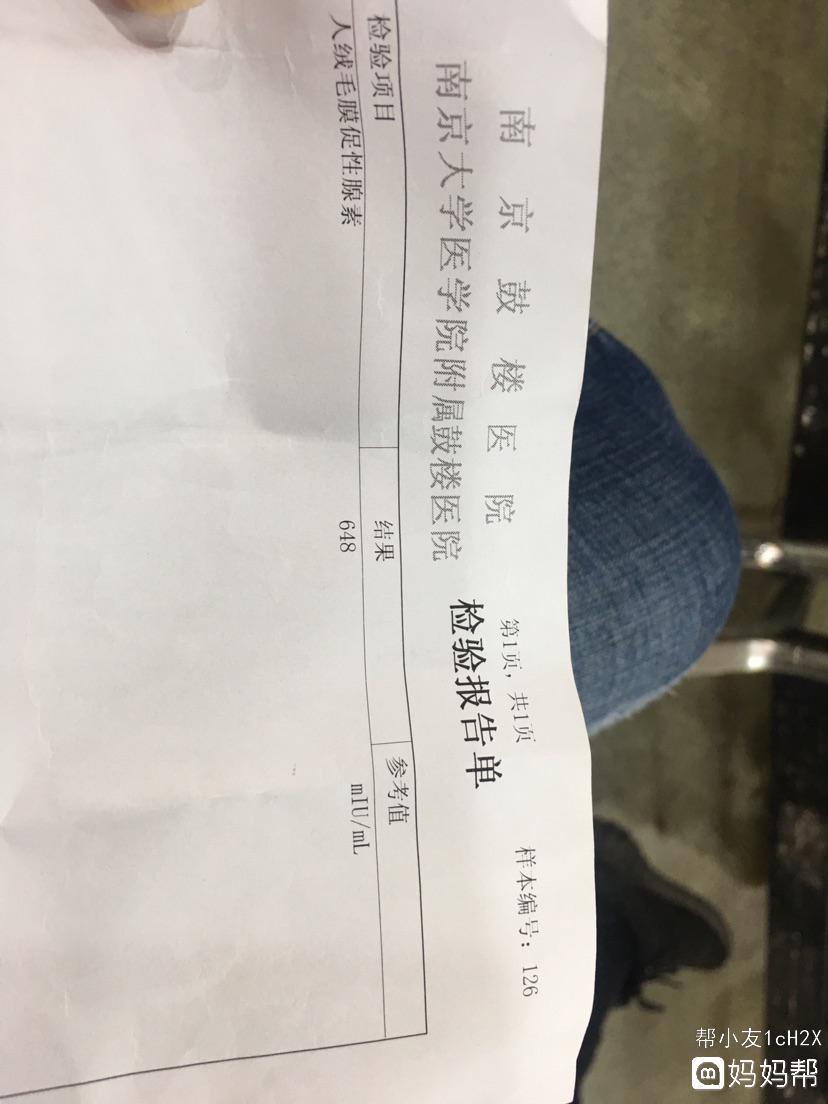 南京鼓楼医院 第1页，共1页 样本编号：126
南京大学医学院附属鼓楼医院 检验报告单
检验项目 结果 参考值
人绒毛膜促性腺素 648 mIU/mL
帮小友1cH2X
妈妈帮